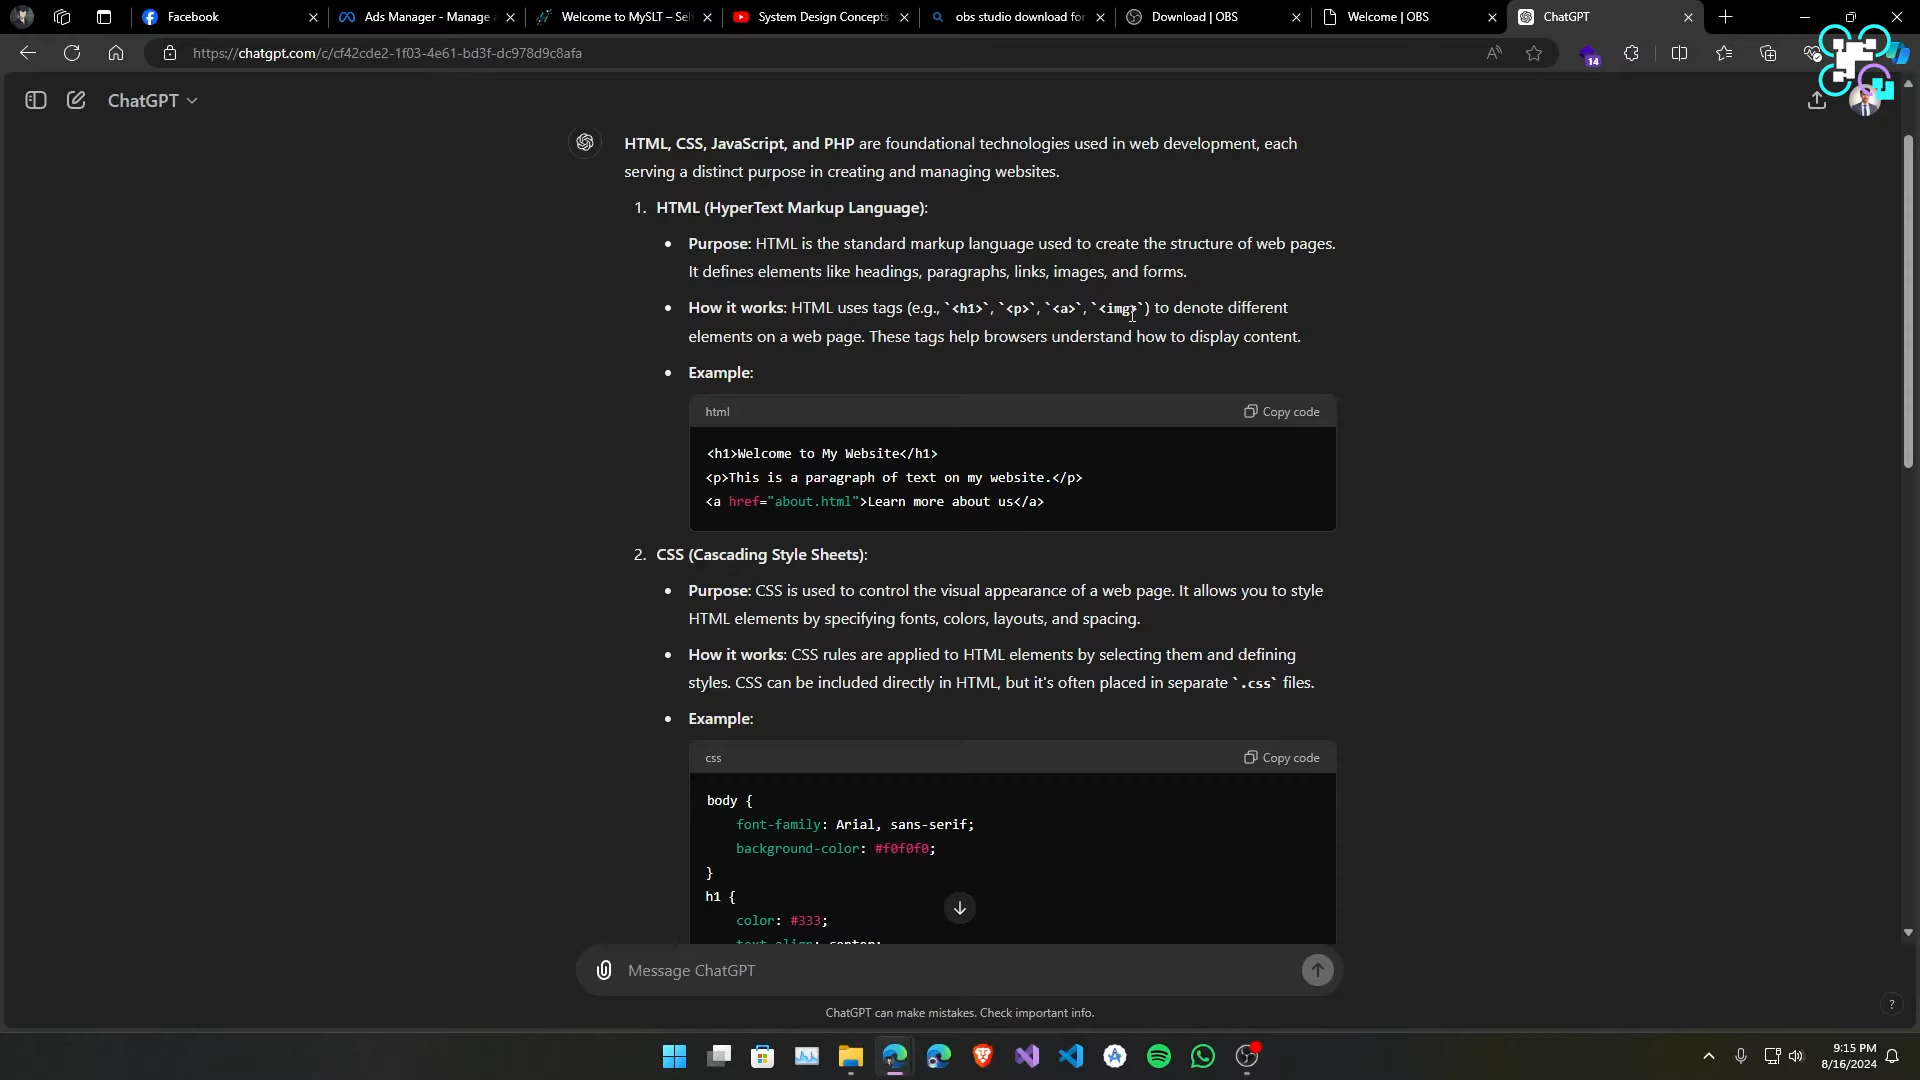 Facebook
Ads Manager - Manage
Welcome to MySLT – Self
System Design Concepts
obs studio download for
Download | OBS
Welcome | OBS
ChatGPT
https://chatgpt.com/c/cf42cde2-1f03-4e61-bd3f-dc978d9c8afa
14
ChatGPT
HTML, CSS, JavaScript, and PHP are foundational technologies used in web development, each
serving a distinct purpose in creating and managing websites.
1. HTML (HyperText Markup Language):
• Purpose: HTML is the standard markup language used to create the structure of web pages.
It defines elements like headings, paragraphs, links, images, and forms.
• How it works: HTML uses tags (e.g., `<h1>`, `<p>`, `<a>`, `<img>`) to denote different
elements on a web page. These tags help browsers understand how to display content.
• Example:
html
Copy code
<h1>Welcome to My Website</h1>
<p>This is a paragraph of text on my website.</p>
<a href="about.html">Learn more about us</a>
2. CSS (Cascading Style Sheets):
• Purpose: CSS is used to control the visual appearance of a web page. It allows you to style
HTML elements by specifying fonts, colors, layouts, and spacing.
• How it works: CSS rules are applied to HTML elements by selecting them and defining
styles. CSS can be included directly in HTML, but it's often placed in separate `.css` files.
• Example:
css
Copy code
body {
font-family: Arial, sans-serif;
background-color: #f0f0f0;
}
h1 {
color: #333;
text-align: center;
Message ChatGPT
ChatGPT can make mistakes. Check important info.
?
9:15 PM
8/16/2024